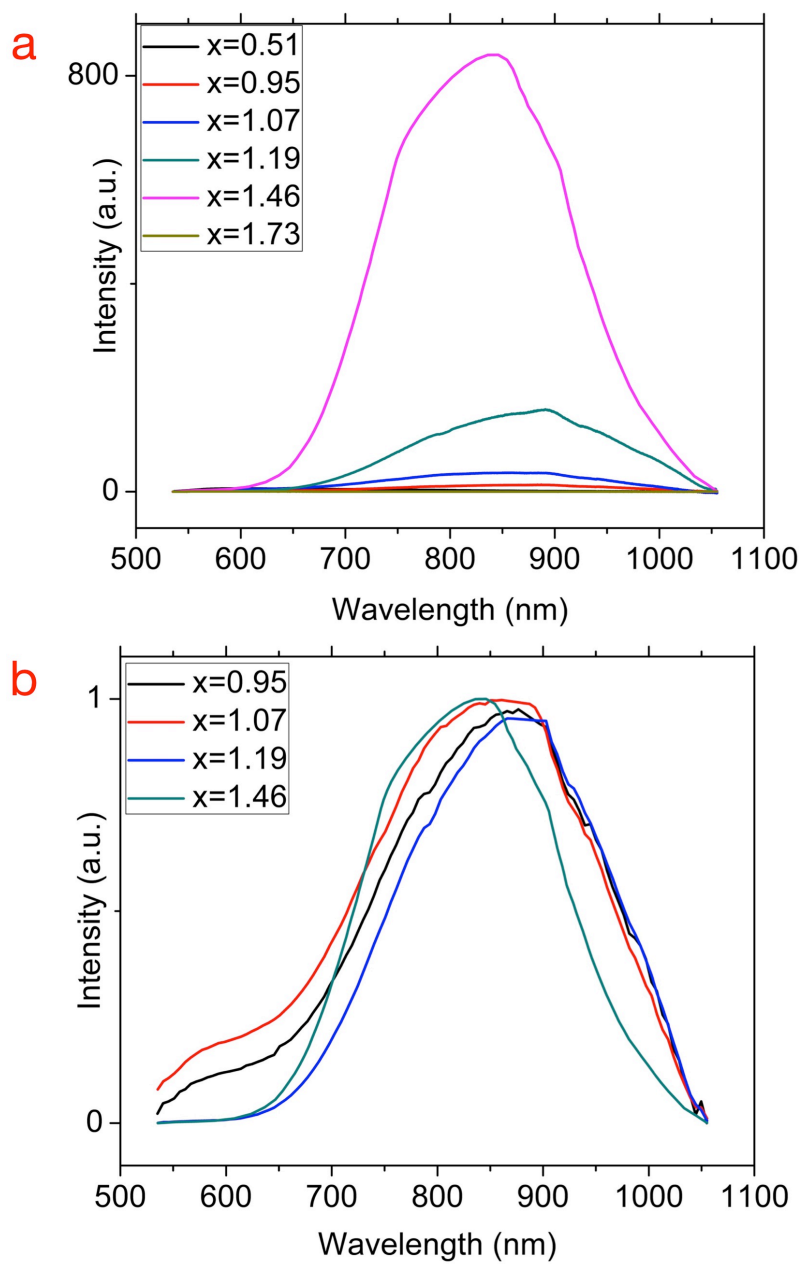 a
x=0.51
x=0.95
x=1.07
x=1.19
x=1.46
x=1.73
800
0
Intensity (a.u.)
500 600 700 800 900 1000 1100
Wavelength (nm)
b
x=0.95
x=1.07
x=1.19
x=1.46
1
0
Intensity (a.u.)
500 600 700 800 900 1000 1100
Wavelength (nm)